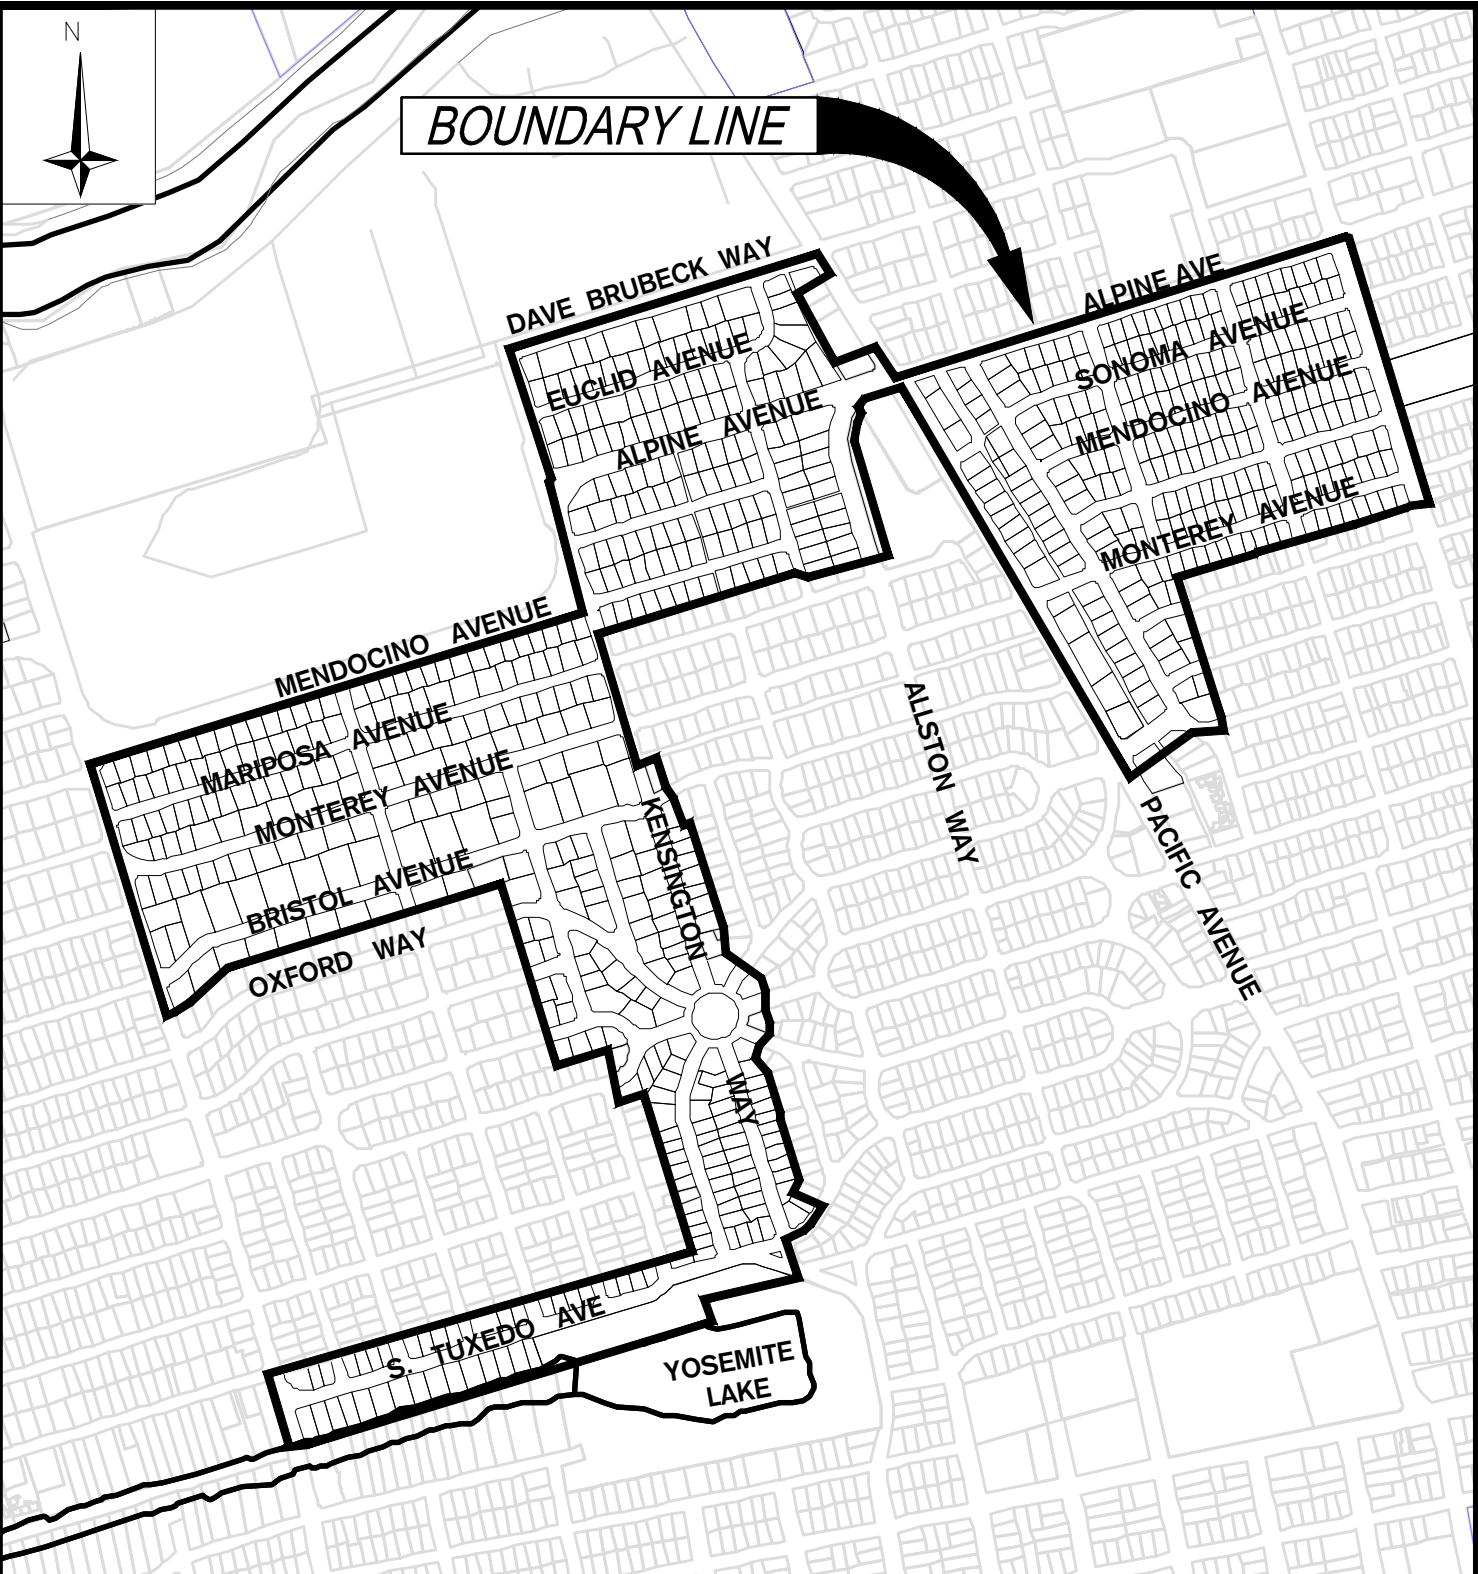 N
BOUNDARY LINE
DAVE BRUBECK WAY
ALPINE AVE
EUCLID AVENUE
SONOMA AVENUE
ALPINE AVENUE
MENDOCINO AVENUE
MONTEREY AVENUE
MENDOCINO AVENUE
MARIPOSA AVENUE
MONTEREY AVENUE
BRISTOL AVENUE
OXFORD WAY
KENSINGTON WAY
ALLSTON WAY
PACIFIC AVENUE
S. TUXEDO AVE
YOSEMITE
LAKE